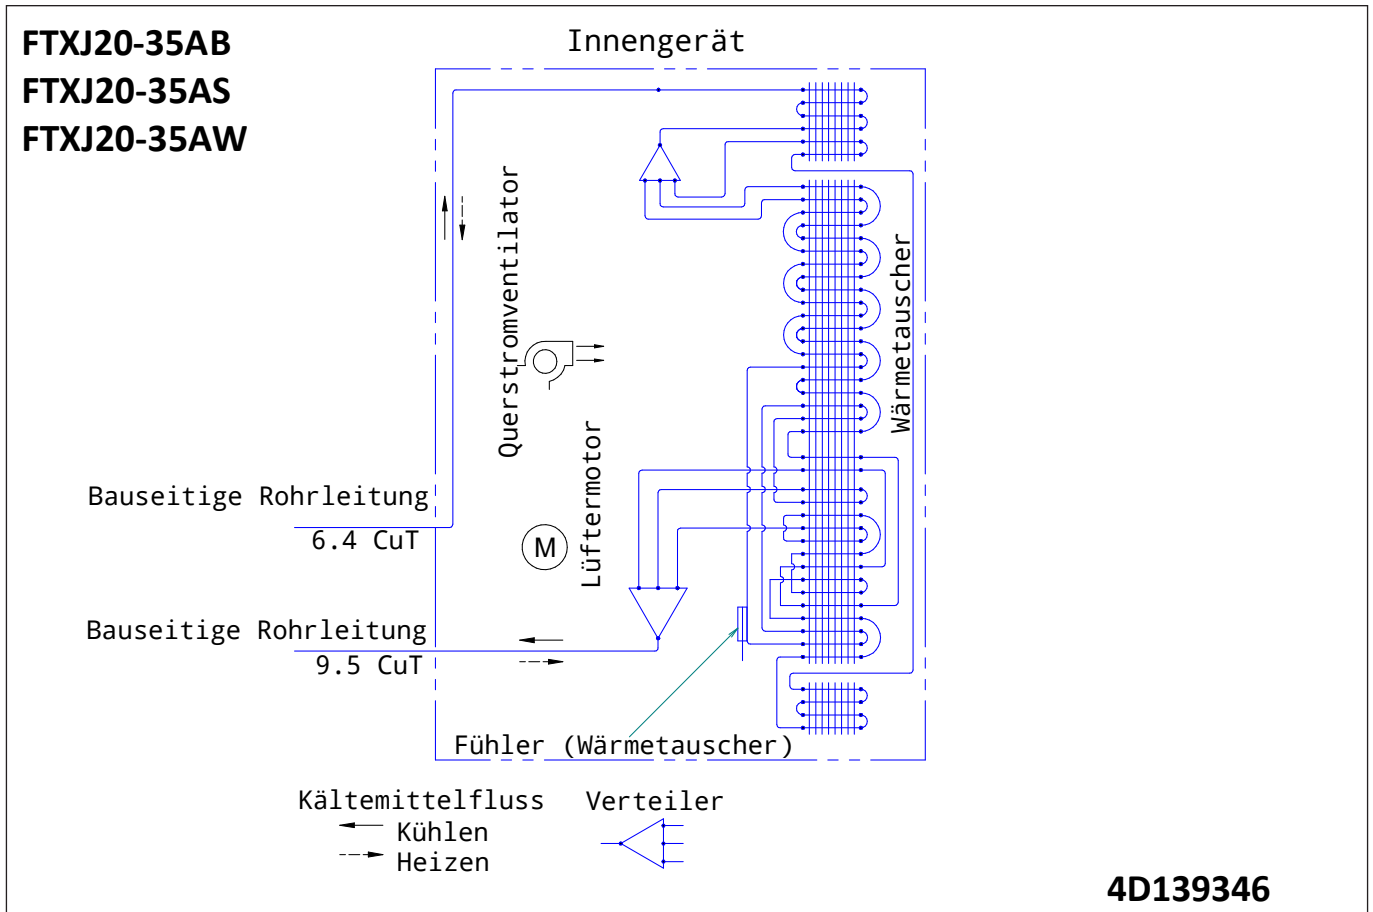 FTXJ20-35AB
FTXJ20-35AS
FTXJ20-35AW
Innengerät
Querstromventilator
Wärmetauscher
Lüftermotor
M
Bauseitige Rohrleitung
6.4 CuT
Bauseitige Rohrleitung
9.5 CuT
Fühler (Wärmetauscher)
Kältemittelfluss
Kühlen
Heizen
Verteiler
4D139346